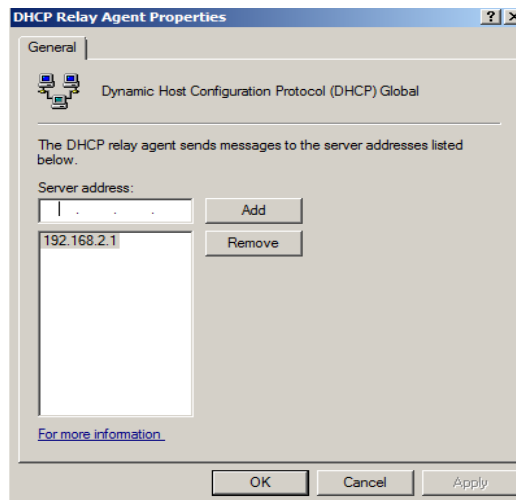 DHCP Relay Agent Properties
?
General
Dynamic Host Configuration Protocol (DHCP) Global
The DHCP relay agent sends messages to the server addresses listed
below.
Server address:
. . .
Add
192.168.2.1
Remove
For more information
OK
Cancel
Apply